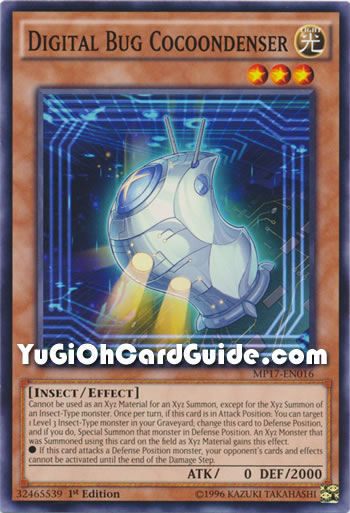 DIGITAL BUG COCOONDENSER
LIGHT
光
YuGiOhCardGuide.com
MP17-EN016
[INSECT / EFFECT]
Cannot be used as an Xyz Material for an Xyz Summon, except for the Xyz Summon of
an Insect-Type monster. Once per turn, if this card is in Attack Position: You can target
1 Level 3 Insect-Type monster in your Graveyard; change this card to Defense Position,
and if you do, Special Summon that monster in Defense Position. An Xyz Monster that
was Summoned using this card on the field as Xyz Material gains this effect.
● If this card attacks a Defense Position monster, your opponent's cards and effects
cannot be activated until the end of the Damage Step.
ATK / 0 DEF/2000
32465539 1st Edition ©1996 KAZUKI TAKAHASHI